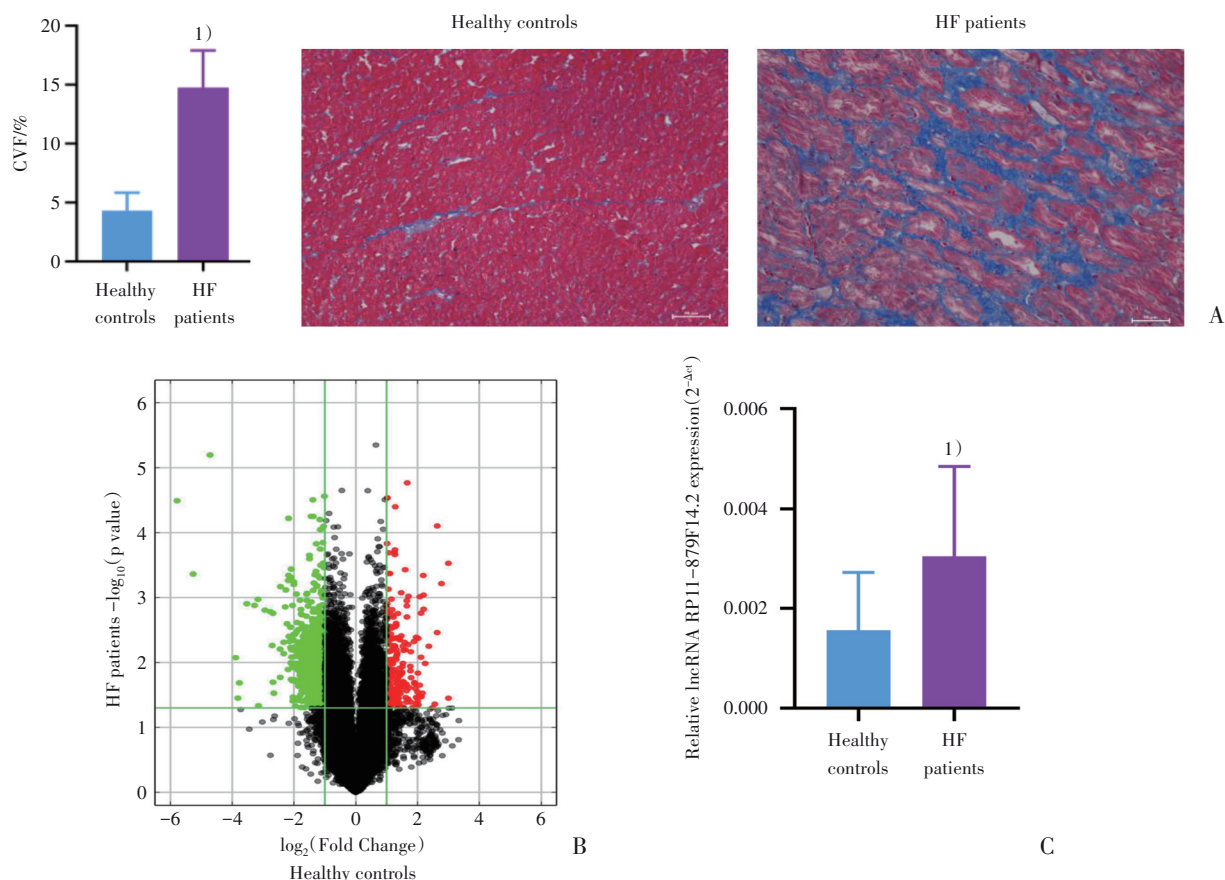 Healthy controls
HF patients
CVF/%
20
15
10
5
0
1)
Healthy
controls
HF
patients
A
HF patients −log₁₀(p value)
6
5
4
3
2
1
0
−6
−4
−2
0
2
4
6
log₂(Fold Change)
Healthy controls
B
Relative lncRNA RP11−879F14.2 expression(2⁻Δct)
0.006
0.004
0.002
0.000
1)
Healthy
controls
HF
patients
C